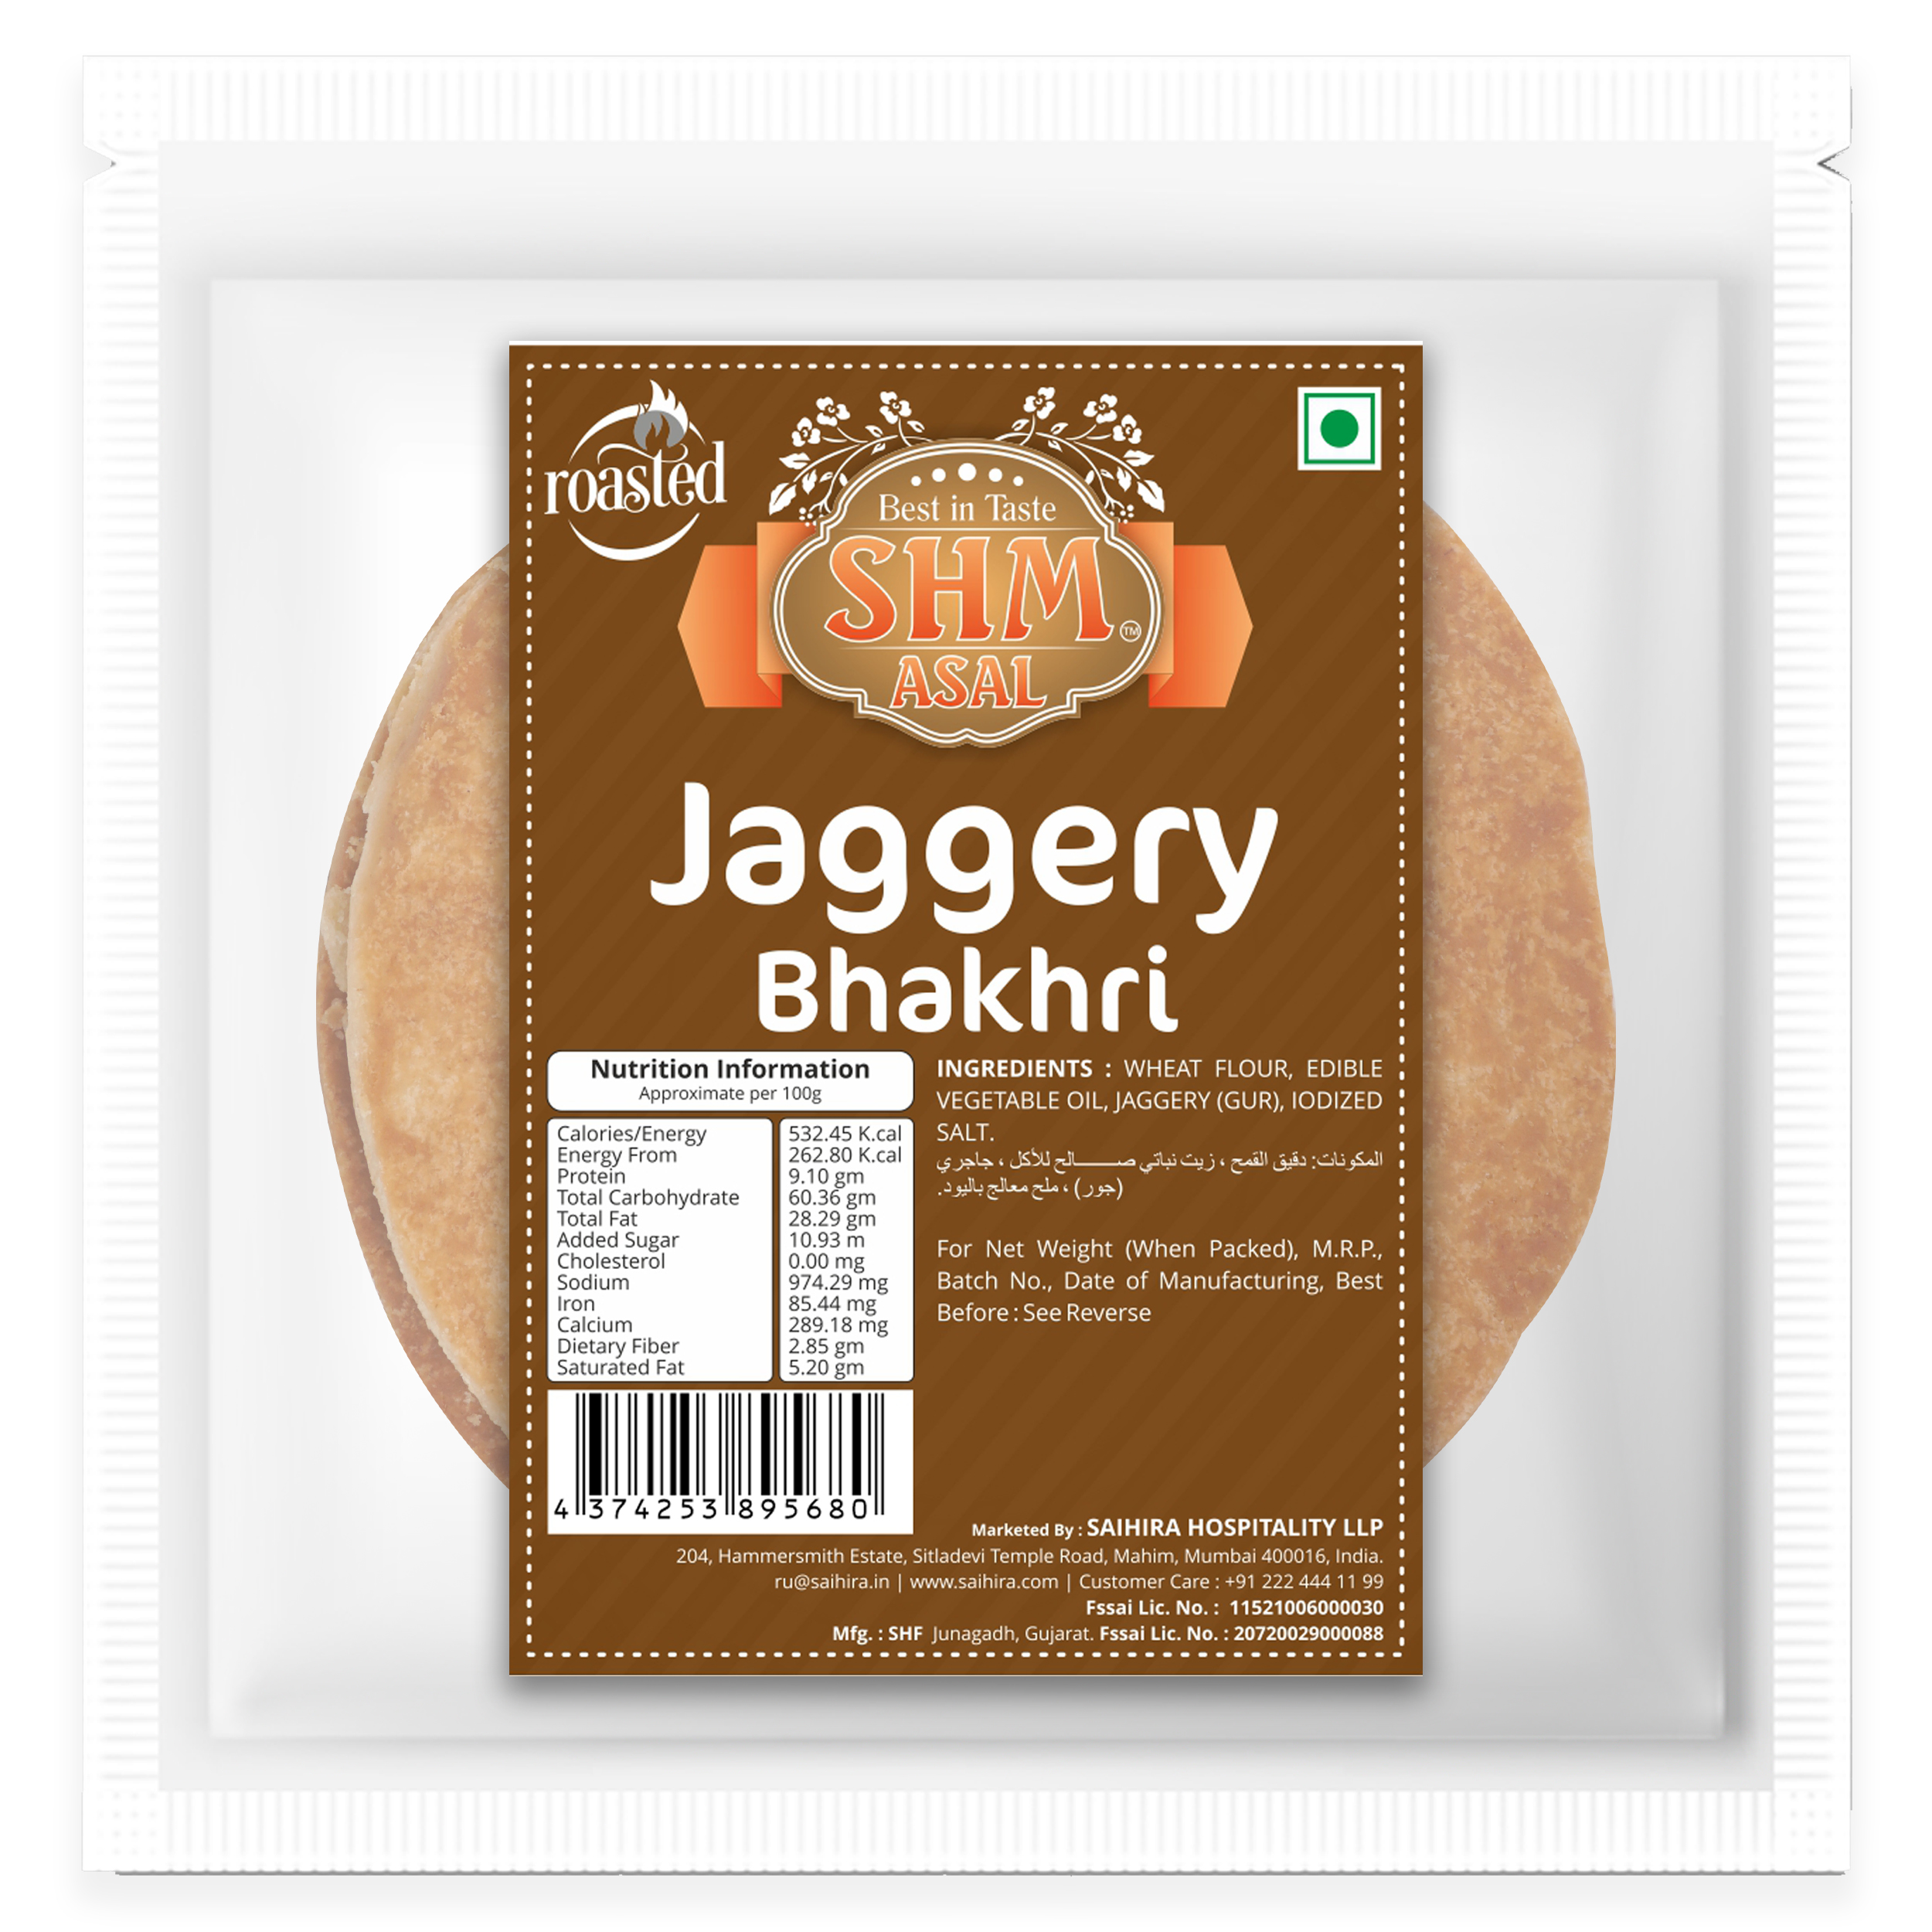 roasted
Best in Taste
SHM
TM
ASAL
Jaggery
Bhakhri
Nutrition Information
Approximate per 100g
Calories/Energy 532.45 K.cal
Energy From 262.80 K.cal
Protein 9.10 gm
Total Carbohydrate 60.36 gm
Total Fat 28.29 gm
Added Sugar 10.93 m
Cholesterol 0.00 mg
Sodium 974.29 mg
Iron 85.44 mg
Calcium 289.18 mg
Dietary Fiber 2.85 gm
Saturated Fat 5.20 gm
4 374253 895680
INGREDIENTS : WHEAT FLOUR, EDIBLE
VEGETABLE OIL, JAGGERY (GUR), IODIZED
SALT.
المكونات: دقيق القمح ، زيت نباتي صـــــالح للأكل ، جاجري
(جور) ، ملح معالج باليود.
For Net Weight (When Packed), M.R.P.,
Batch No., Date of Manufacturing, Best
Before : See Reverse
Marketed By : SAIHIRA HOSPITALITY LLP
204, Hammersmith Estate, Sitladevi Temple Road, Mahim, Mumbai 400016, India.
ru@saihira.in | www.saihira.com | Customer Care : +91 222 444 11 99
Fssai Lic. No. : 11521006000030
Mfg. : SHF Junagadh, Gujarat. Fssai Lic. No. : 20720029000088